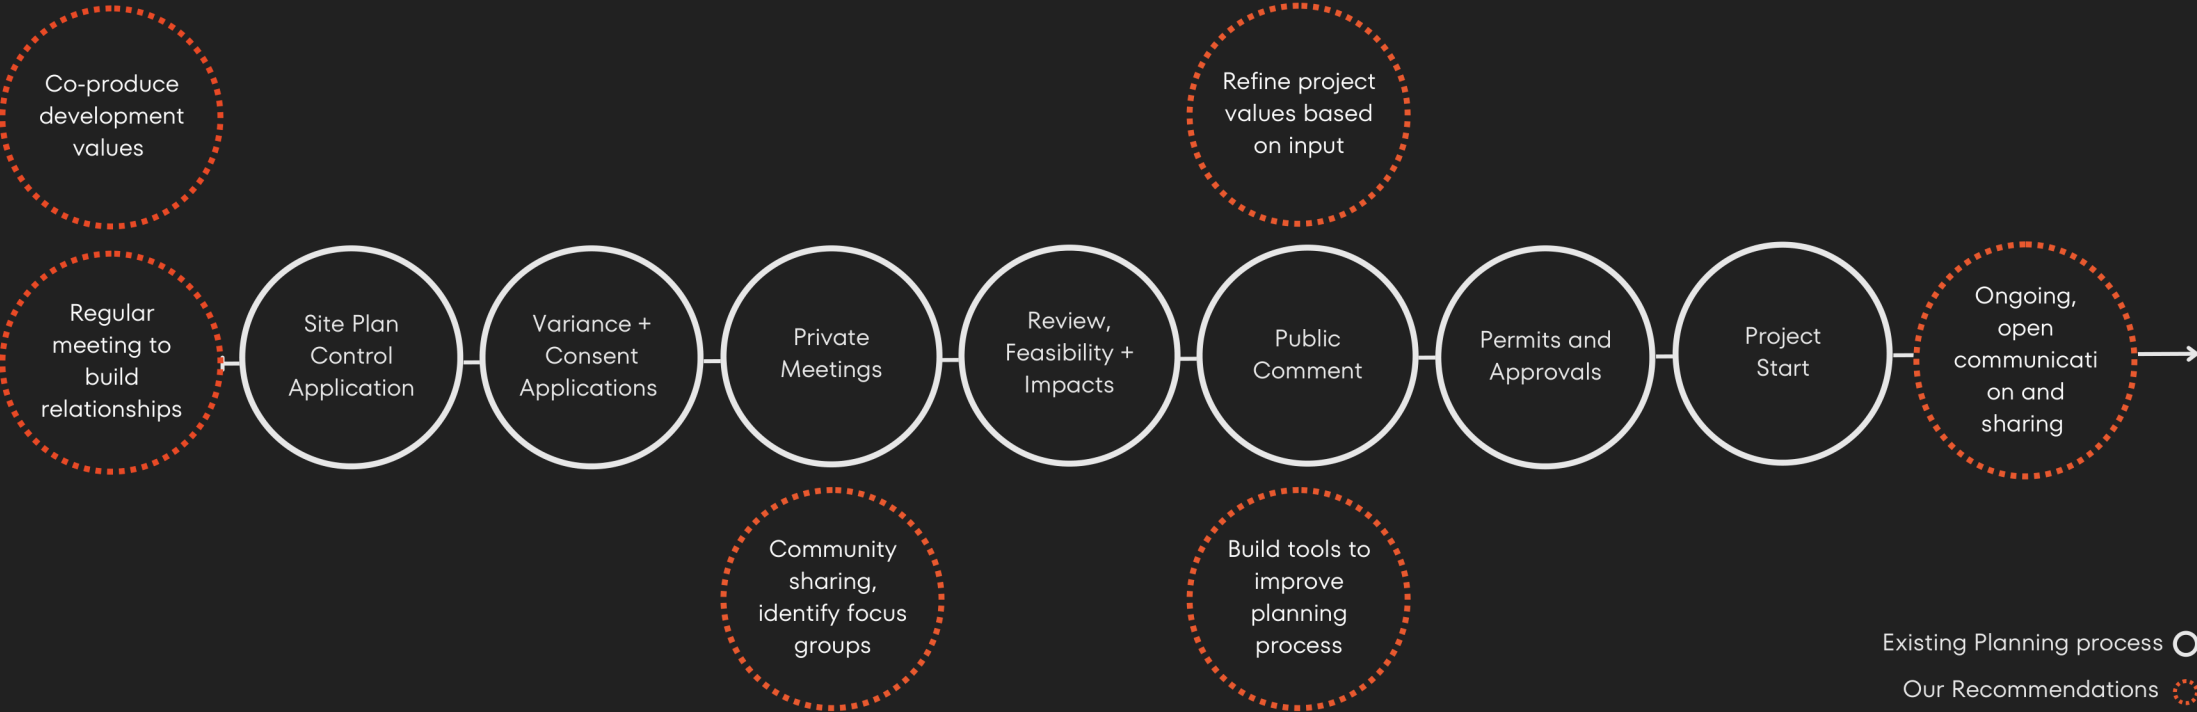 Co-produce
development
values
Refine project
values based
on input
Regular
meeting to
build
relationships
Site Plan
Control
Application
Variance +
Consent
Applications
Private
Meetings
Review,
Feasibility +
Impacts
Public
Comment
Permits and
Approvals
Project
Start
Ongoing,
open
communicati
on and
sharing
Community
sharing,
identify focus
groups
Build tools to
improve
planning
process
Existing Planning process
Our Recommendations